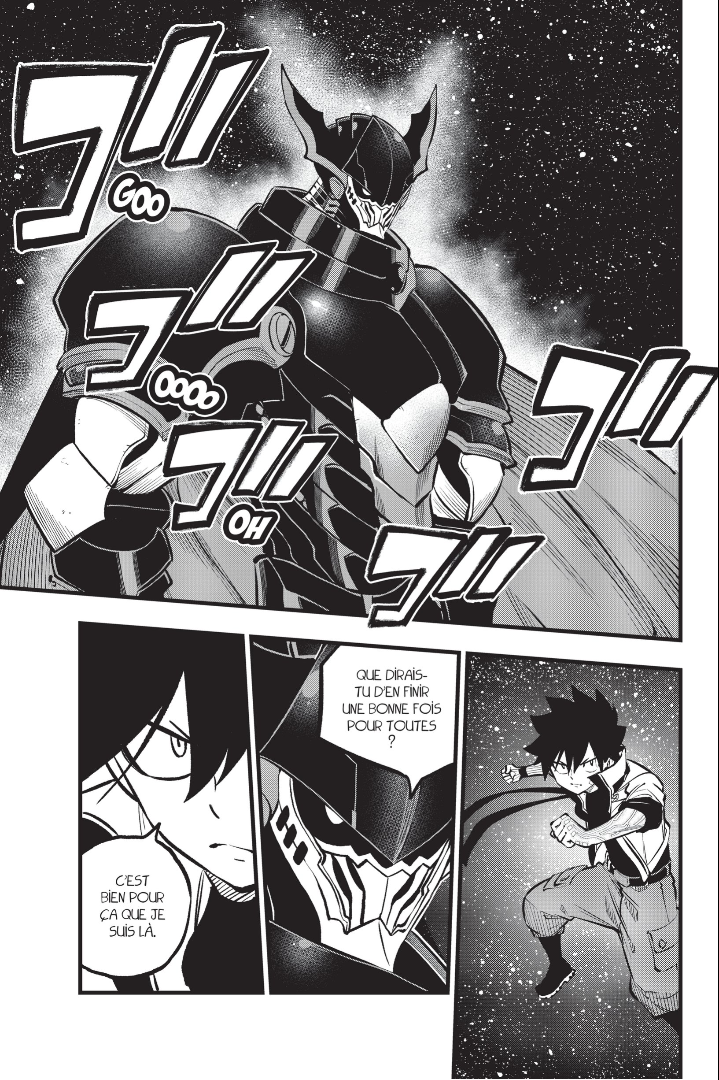 ゴ
GOO
ゴ
OOOO
ゴ
OH
ゴ
ゴ
QUE DIRAIS-
TU D'EN FINIR
UNE BONNE FOIS
POUR TOUTES
?
C'EST
BIEN POUR
ÇA QUE JE
SUIS LÀ.